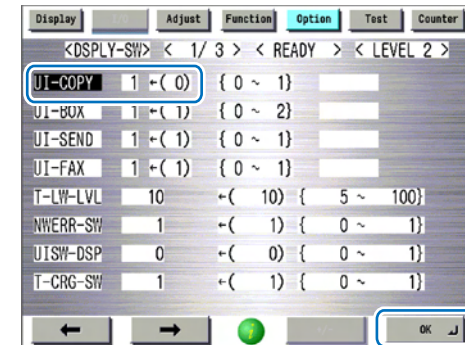 Display I/O Adjust Function Option Test Counter
<DSPLY-SW> < 1/ 3 > < READY > < LEVEL 2 >
UI-COPY 1 ←( 0) { 0 ~ 1}
UI-BOX 1 ←( 1) { 0 ~ 2}
UI-SEND 1 ←( 1) { 0 ~ 1}
UI-FAX 1 ←( 1) { 0 ~ 1}
T-LW-LVL 10 ←( 10) { 5 ~ 100}
NWERR-SW 1 ←( 1) { 0 ~ 1}
UISW-DSP 0 ←( 0) { 0 ~ 1}
T-CRG-SW 1 ←( 1) { 0 ~ 1}
← → i OK ⏎